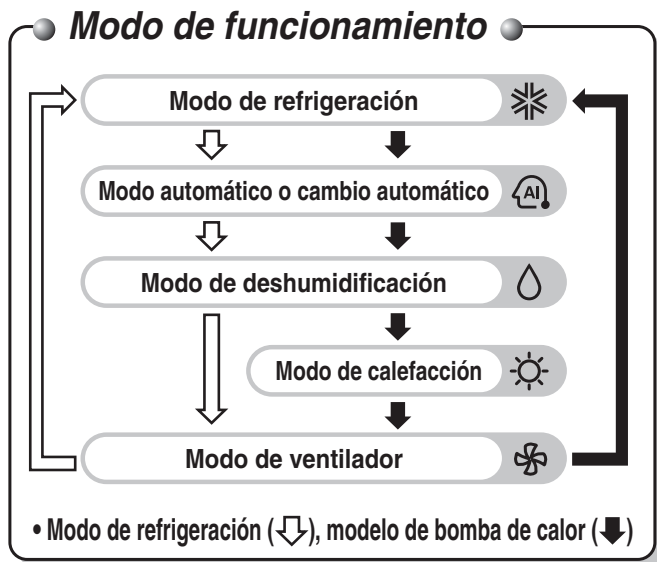 Modo de funcionamiento
Modo de refrigeración
Modo automático o cambio automático
AI
Modo de deshumidificación
Modo de calefacción
Modo de ventilador
• Modo de refrigeración (⇩), modelo de bomba de calor (⬇)